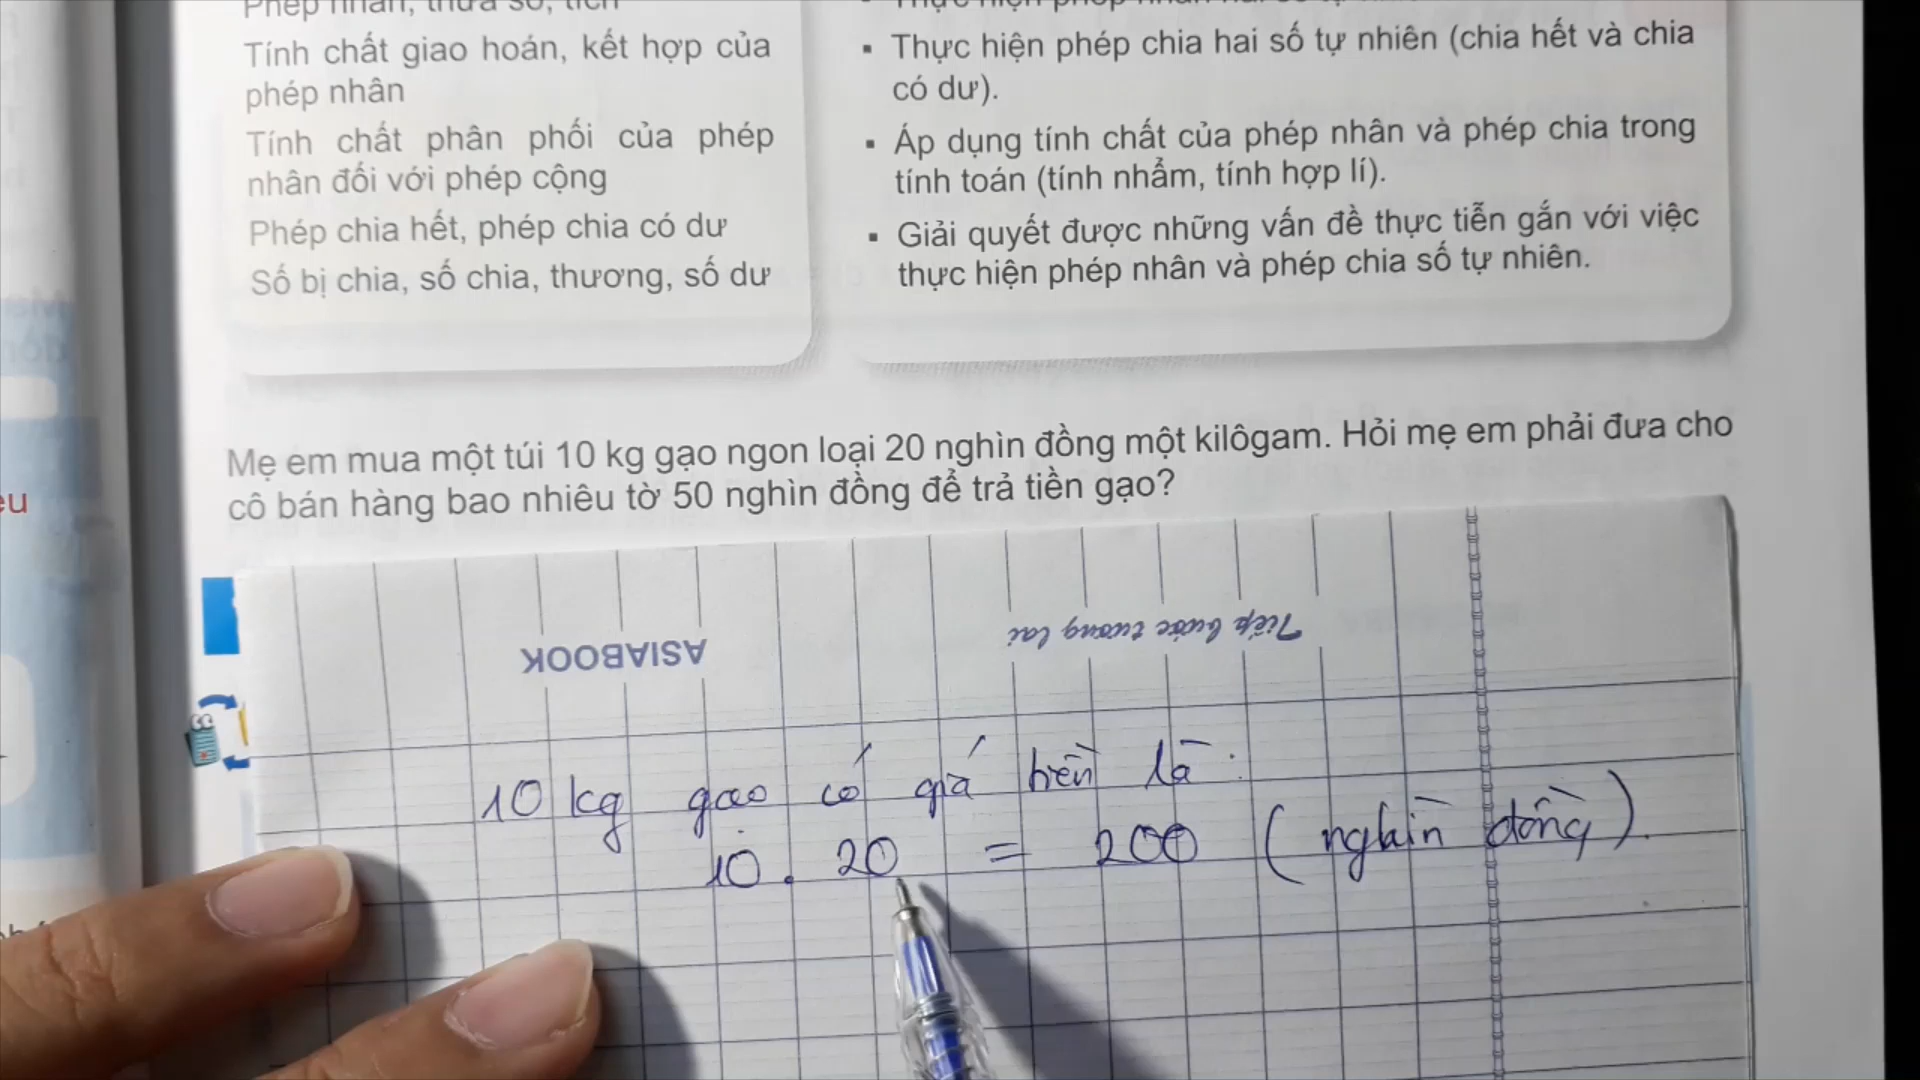 Phép nhân, thừa số, tích
Tính chất giao hoán, kết hợp của
phép nhân
Tính chất phân phối của phép
nhân đối với phép cộng
Phép chia hết, phép chia có dư
Số bị chia, số chia, thương, số dư
▪ Thực hiện phép chia hai số tự nhiên (chia hết và chia
có dư).
▪ Áp dụng tính chất của phép nhân và phép chia trong
tính toán (tính nhẩm, tính hợp lí).
▪ Giải quyết được những vấn đề thực tiễn gắn với việc
thực hiện phép nhân và phép chia số tự nhiên.
Mẹ em mua một túi 10 kg gạo ngon loại 20 nghìn đồng một kilôgam. Hỏi mẹ em phải đưa cho
cô bán hàng bao nhiêu tờ 50 nghìn đồng để trả tiền gạo?
ASIABOOK
Tiếp bước tương lai
10 kg gạo có giá tiền là:
10 . 20 = 200 (nghìn đồng).